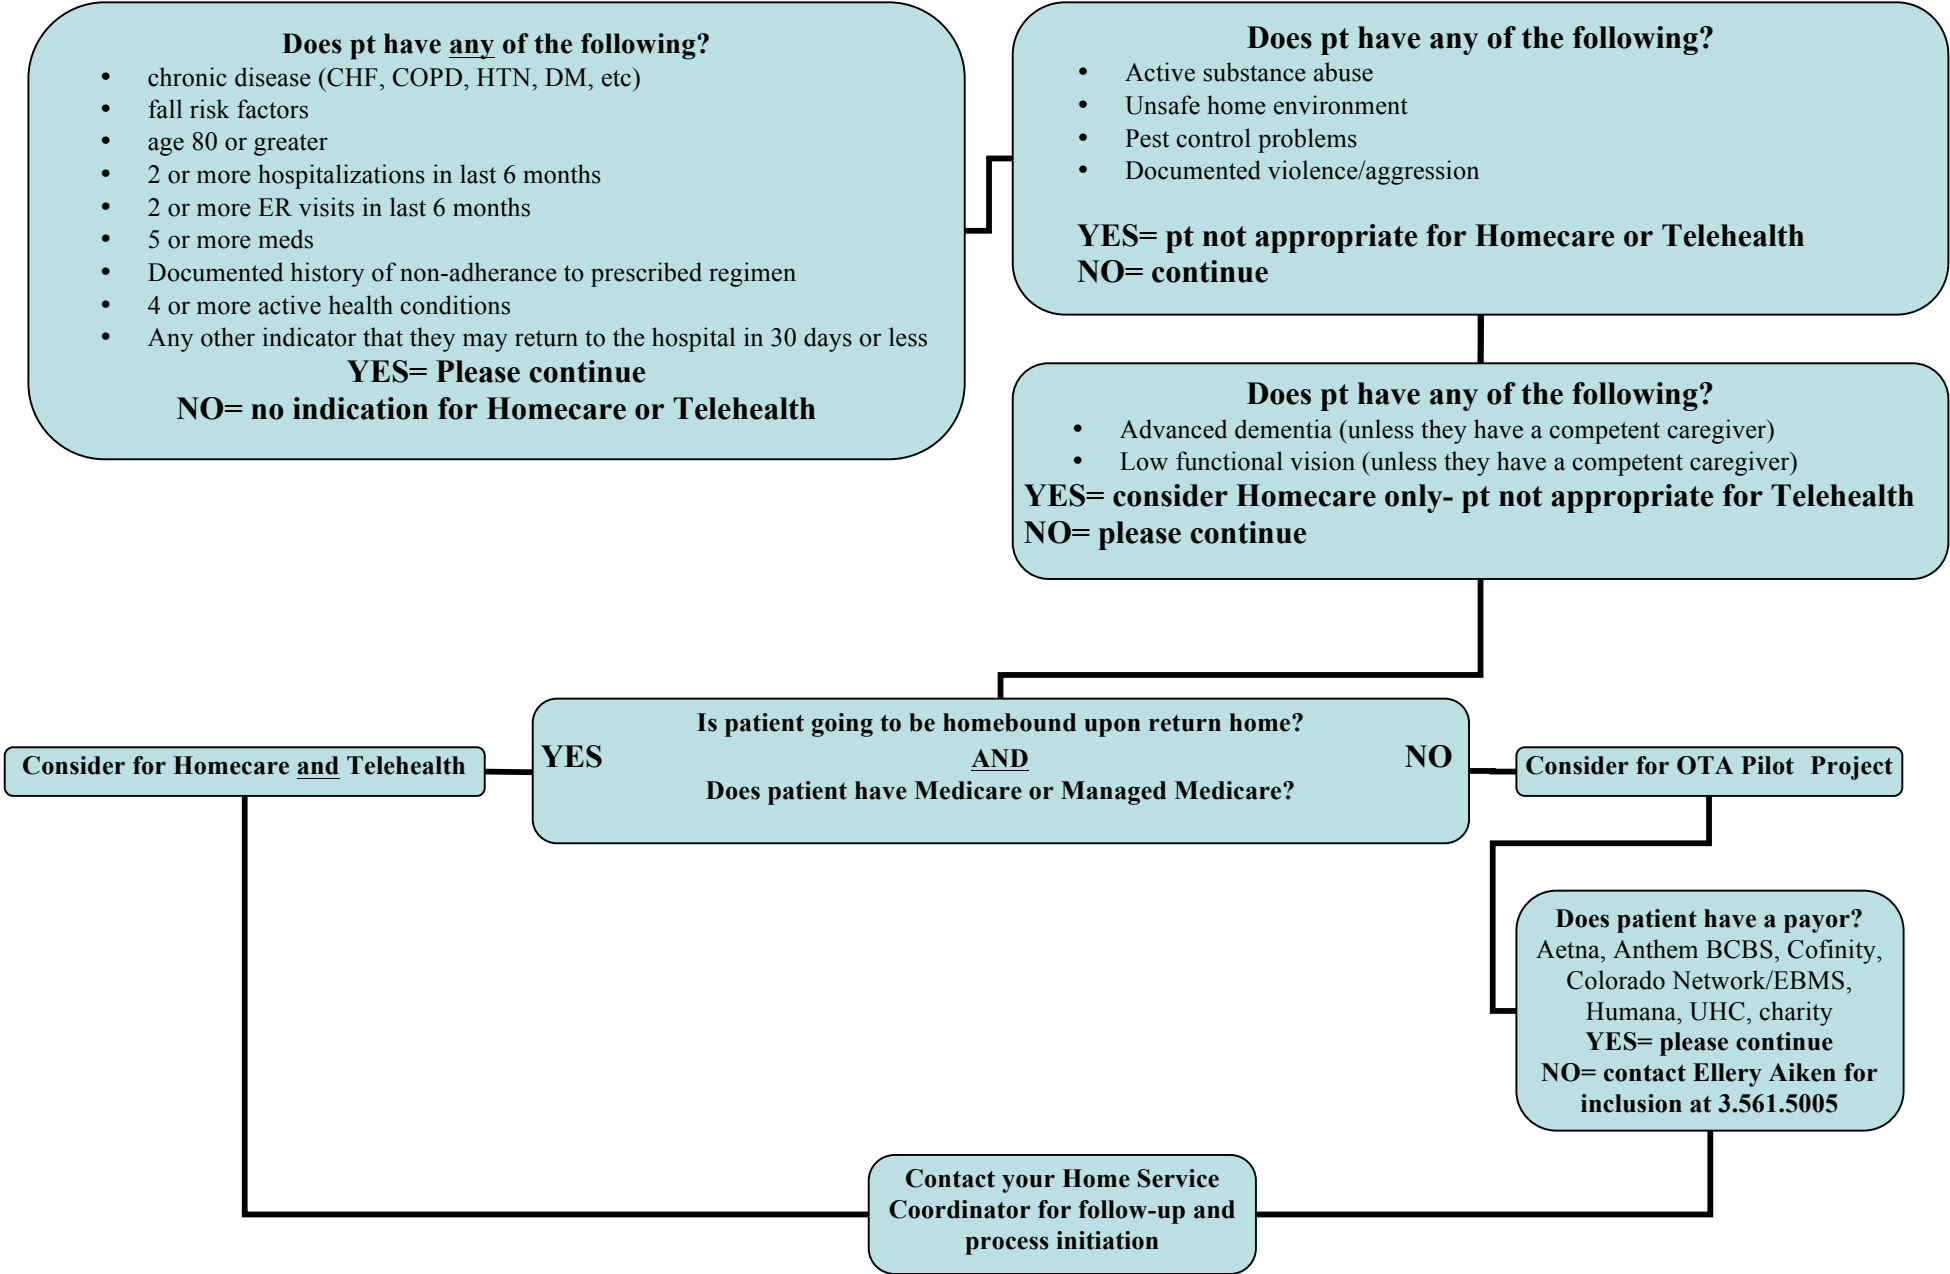 Does pt have any of the following?
• chronic disease (CHF, COPD, HTN, DM, etc)
• fall risk factors
• age 80 or greater
• 2 or more hospitalizations in last 6 months
• 2 or more ER visits in last 6 months
• 5 or more meds
• Documented history of non-adherance to prescribed regimen
• 4 or more active health conditions
• Any other indicator that they may return to the hospital in 30 days or less
YES= Please continue
NO= no indication for Homecare or Telehealth
Does pt have any of the following?
• Active substance abuse
• Unsafe home environment
• Pest control problems
• Documented violence/aggression
YES= pt not appropriate for Homecare or Telehealth
NO= continue
Does pt have any of the following?
• Advanced dementia (unless they have a competent caregiver)
• Low functional vision (unless they have a competent caregiver)
YES= consider Homecare only- pt not appropriate for Telehealth
NO= please continue
Is patient going to be homebound upon return home?
YES AND NO
Does patient have Medicare or Managed Medicare?
Consider for Homecare and Telehealth
Consider for OTA Pilot Project
Does patient have a payor?
Aetna, Anthem BCBS, Cofinity,
Colorado Network/EBMS,
Humana, UHC, charity
YES= please continue
NO= contact Ellery Aiken for
inclusion at 3.561.5005
Contact your Home Service
Coordinator for follow-up and
process initiation